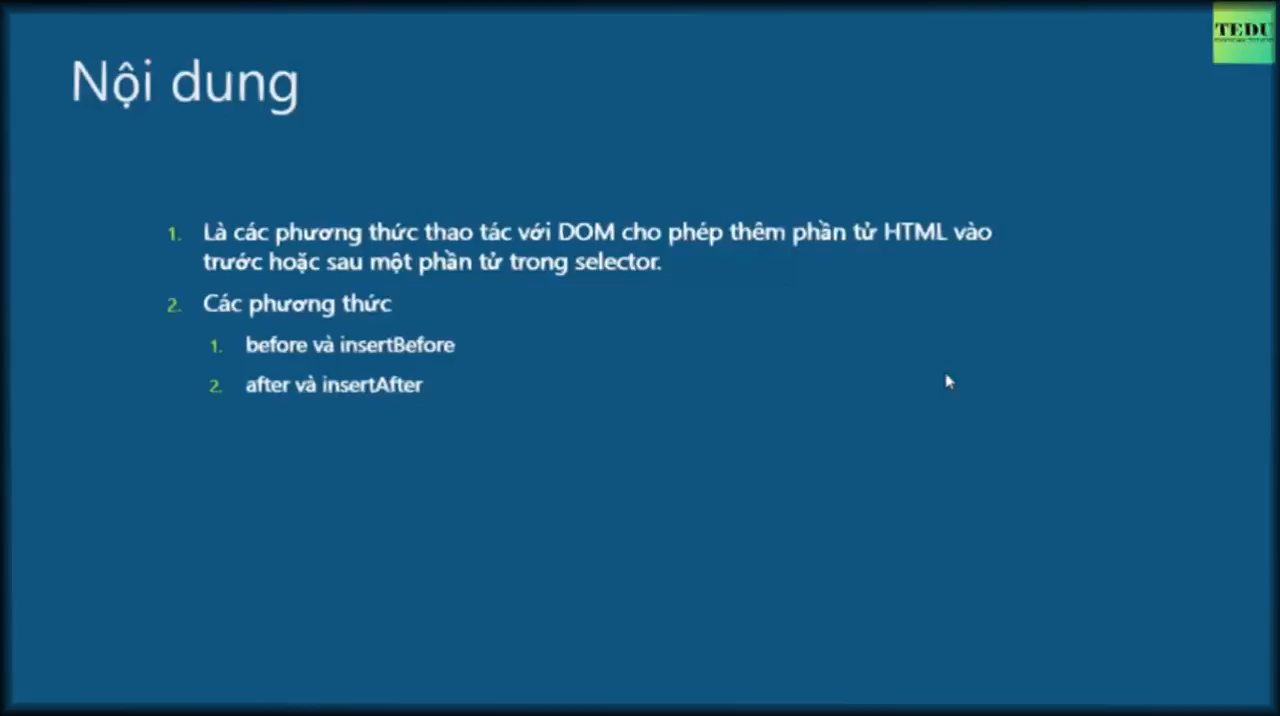 TEDU
Nội dung
1. Là các phương thức thao tác với DOM cho phép thêm phần tử HTML vào
trước hoặc sau một phần tử trong selector.
2. Các phương thức
1. before và insertBefore
2. after và insertAfter